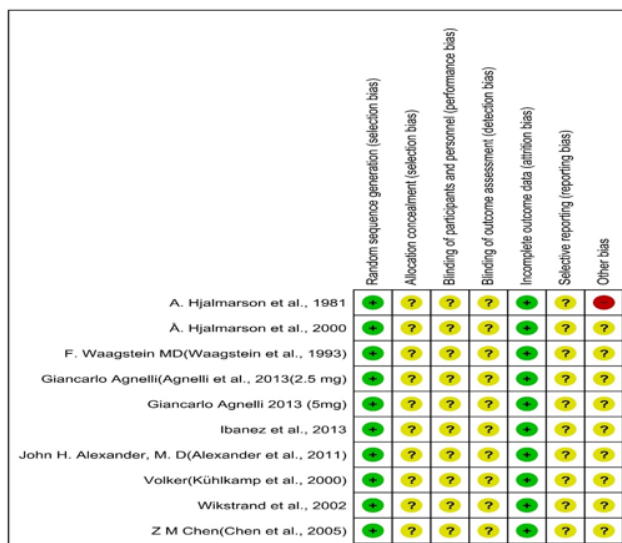 Random sequence generation (selection bias)
Allocation concealment (selection bias)
Blinding of participants and personnel (performance bias)
Blinding of outcome assessment (detection bias)
Incomplete outcome data (attrition bias)
Selective reporting (reporting bias)
Other bias
A. Hjalmarson et al., 1981 + ? ? ? + ? -
Å. Hjalmarson et al., 2000 + ? ? ? + ? ?
F. Waagstein MD(Waagstein et al., 1993) + ? ? ? + ? ?
Giancarlo Agnelli(Agnelli et al., 2013(2.5 mg) + ? ? ? + ? ?
Giancarlo Agnelli 2013 (5mg) + ? ? ? + ? ?
Ibanez et al., 2013 + ? ? ? + ? ?
John H. Alexander, M. D(Alexander et al., 2011) + ? ? ? + ? ?
Volker(Kühlkamp et al., 2000) + ? ? ? + ? ?
Wikstrand et al., 2002 + ? ? ? + ? ?
Z M Chen(Chen et al., 2005) + ? ? ? + ? ?